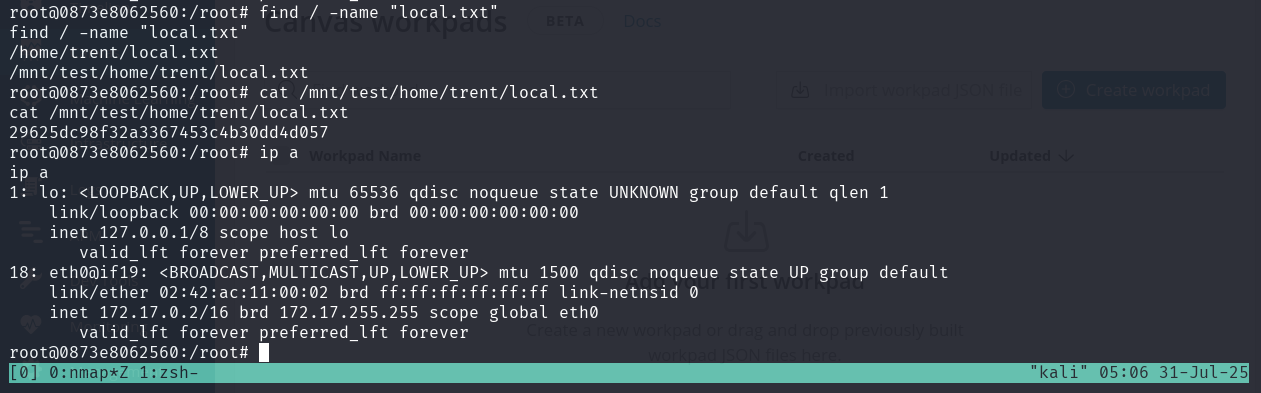 root@0873e8062560:/root# find / -name "local.txt"
Canvas workpads BETA Docs
find / -name "local.txt"
/home/trent/local.txt
/mnt/test/home/trent/local.txt
root@0873e8062560:/root# cat /mnt/test/home/trent/local.txt
Import workpad JSON file
Create workpad
cat /mnt/test/home/trent/local.txt
29625dc98f32a3367453c4b30dd4d057
root@0873e8062560:/root# ip a
Workpad Name Created Updated
ip a
1: lo: <LOOPBACK,UP,LOWER_UP> mtu 65536 qdisc noqueue state UNKNOWN group default qlen 1
    link/loopback 00:00:00:00:00:00 brd 00:00:00:00:00:00
    inet 127.0.0.1/8 scope host lo
       valid_lft forever preferred_lft forever
18: eth0@if19: <BROADCAST,MULTICAST,UP,LOWER_UP> mtu 1500 qdisc noqueue state UP group default
Add your first workpad
    link/ether 02:42:ac:11:00:02 brd ff:ff:ff:ff:ff:ff link-netnsid 0
    inet 172.17.0.2/16 brd 172.17.255.255 scope global eth0
       valid_lft forever preferred_lft forever
Create a new workpad or drag and drop previously built
workpad JSON files here.
root@0873e8062560:/root#
[0] 0:nmap*Z 1:zsh- "kali" 05:06 31-Jul-25